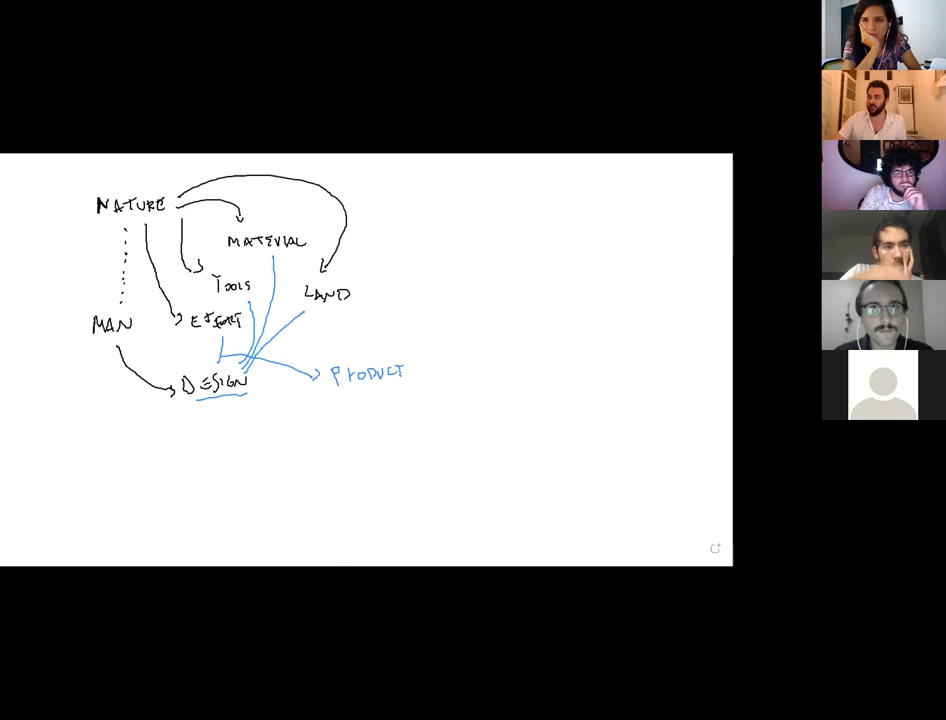 NATURE
MATERIAL
TOOLS
LAND
MAN
EFFORT
DESIGN
PRODUCT